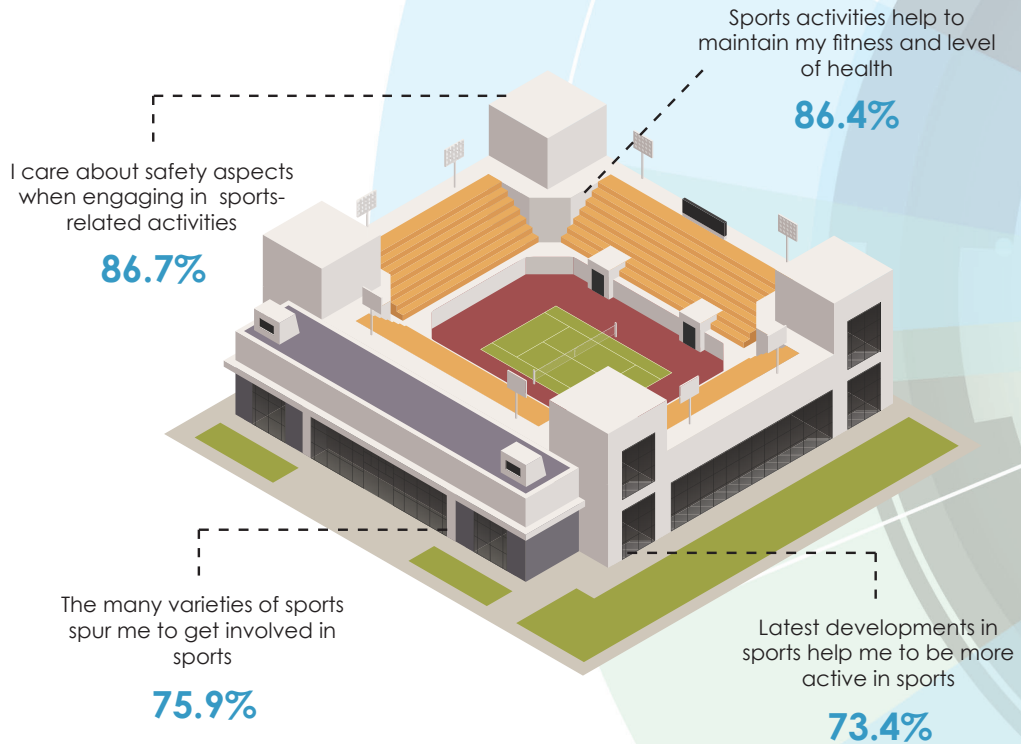 Sports activities help to
maintain my fitness and level
of health
86.4%
I care about safety aspects
when engaging in sports-
related activities
86.7%
The many varieties of sports
spur me to get involved in
sports
75.9%
Latest developments in
sports help me to be more
active in sports
73.4%